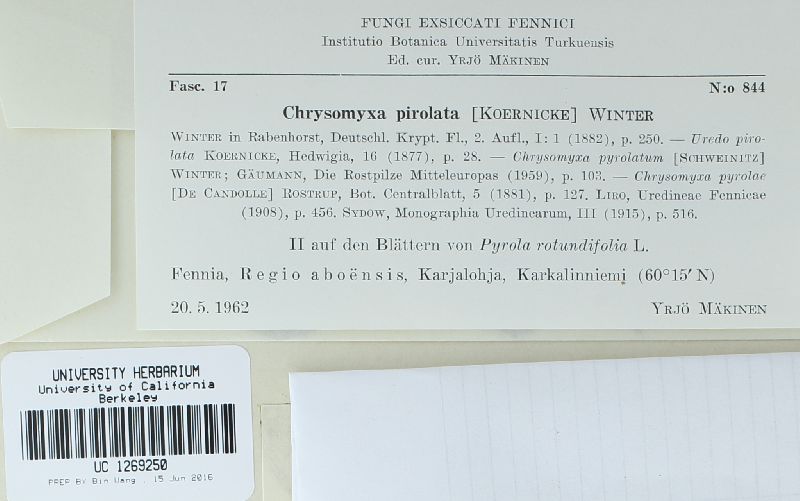 FUNGI EXSICCATI FENNICI
Institutio Botanica Universitatis Turkuensis
Ed. cur. YRJÖ MÄKINEN
Fasc. 17 N:o 844
Chrysomyxa pirolata [KOERNICKE] WINTER
WINTER in Rabenhorst, Deutschl. Krypt. Fl., 2. Aufl., I: 1 (1882), p. 250. — Uredo piro-
lata KOERNICKE, Hedwigia, 16 (1877), p. 28. — Chrysomyxa pyrolatum [SCHWEINITZ]
WINTER; GÄUMANN, Die Rostpilze Mitteleuropas (1959), p. 103. — Chrysomyxa pyrolae
[DE CANDOLLE] ROSTRUP, Bot. Centralblatt, 5 (1881), p. 127. LIRO, Uredineae Fennicae
(1908), p. 456. SYDOW, Monographia Uredinearum, III (1915), p. 516.
II auf den Blättern von Pyrola rotundifolia L.
Fennia, Regio aboënsis, Karjalohja, Karkalinniemi (60°15′ N)
20. 5. 1962 YRJÖ MÄKINEN
UNIVERSITY HERBARIUM
University of California
Berkeley
UC 1269250
PREP BY Bin Wang . 15 Jun 2016